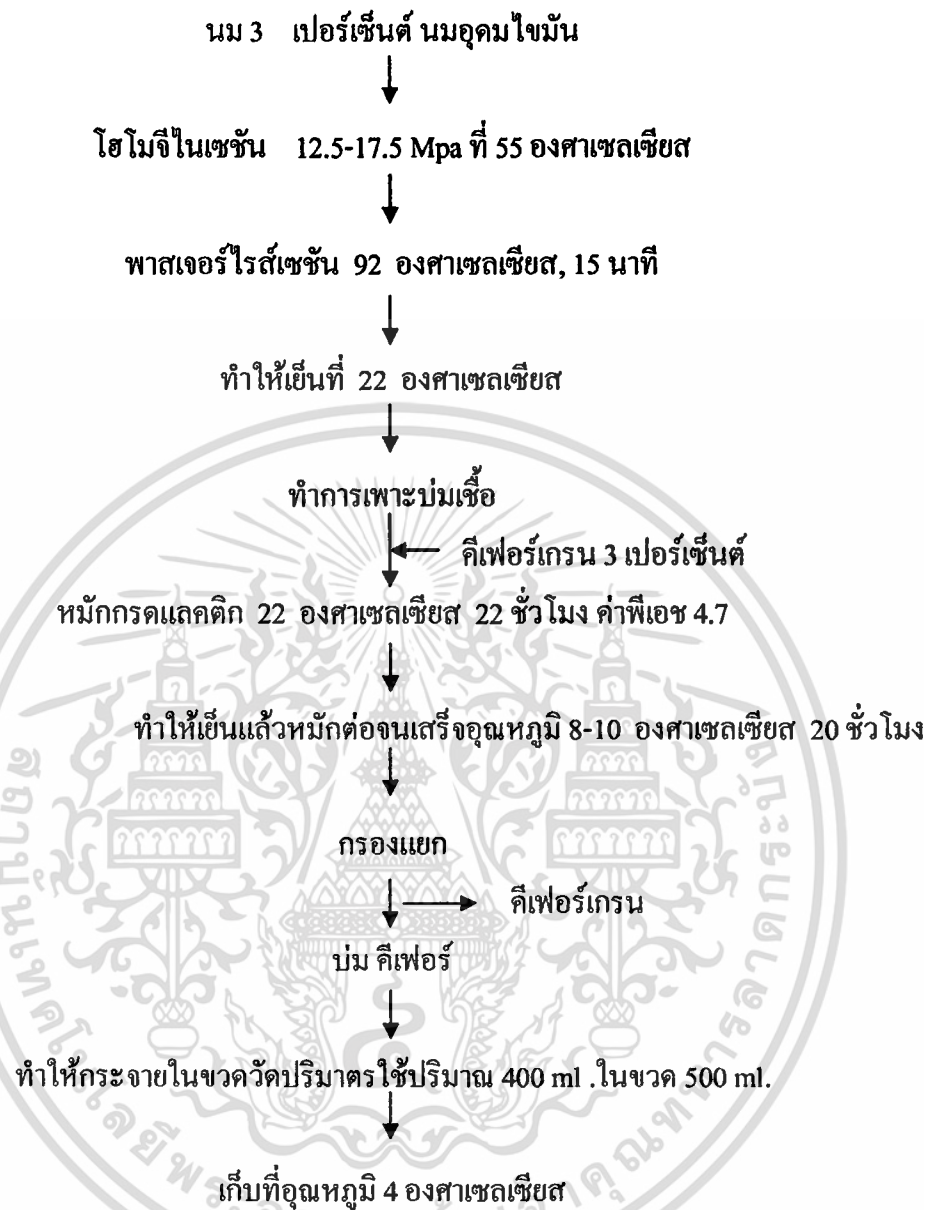 นม 3 เปอร์เซ็นต์ นมอุดมไขมัน
โฮโมจีไนเซชัน 12.5-17.5 Mpa ที่ 55 องศาเซลเซียส
พาสเจอร์ไรส์เซชัน 92 องศาเซลเซียส, 15 นาที
ทำให้เย็นที่ 22 องศาเซลเซียส
ทำการเพาะบ่มเชื้อ
คีเฟอร์เกรน 3 เปอร์เซ็นต์
หมักกรดแลคติก 22 องศาเซลเซียส 22 ชั่วโมง ค่าพีเอช 4.7
ทำให้เย็นแล้วหมักต่อจนเสร็จอุณหภูมิ 8-10 องศาเซลเซียส 20 ชั่วโมง
กรองแยก
คีเฟอร์เกรน
บ่ม คีเฟอร์
ทำให้กระจายในขวดวัดปริมาตรใช้ปริมาณ 400 ml .ในขวด 500 ml.
เก็บที่อุณหภูมิ 4 องศาเซลเซียส